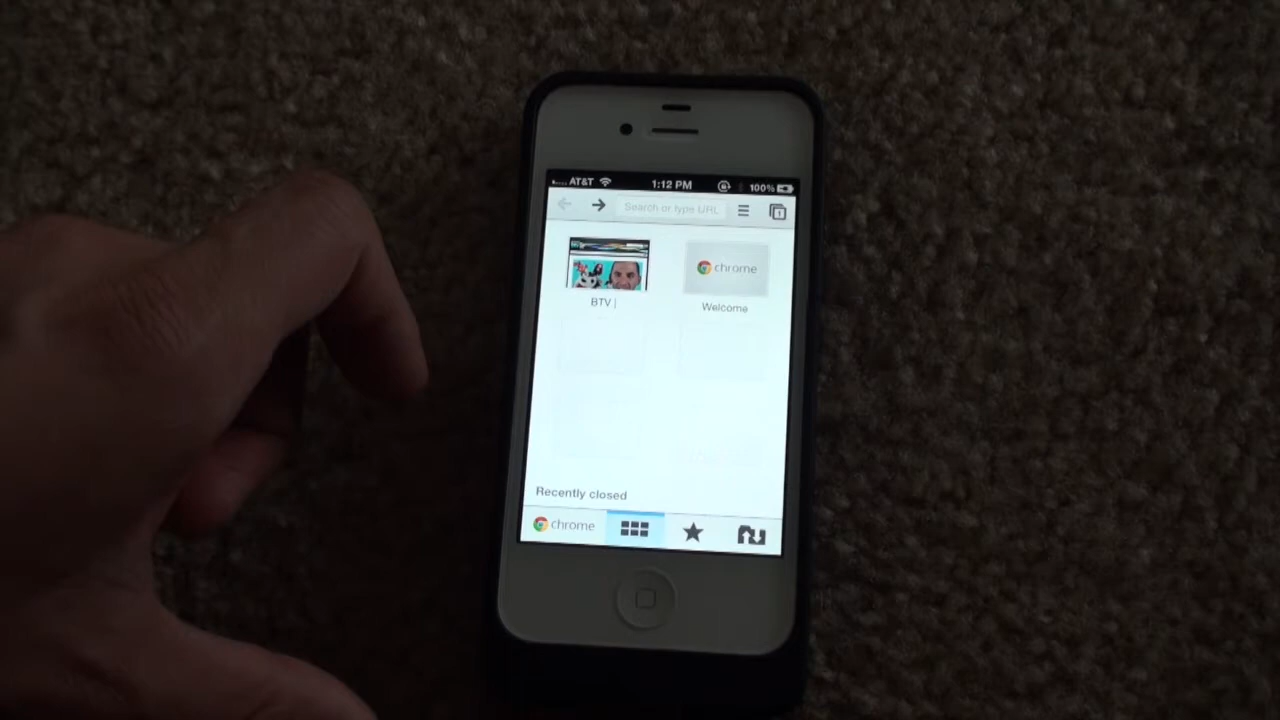 AT&T 1:12 PM 100%
Search or type URL
chrome
BTV | Welcome
Recently closed
chrome